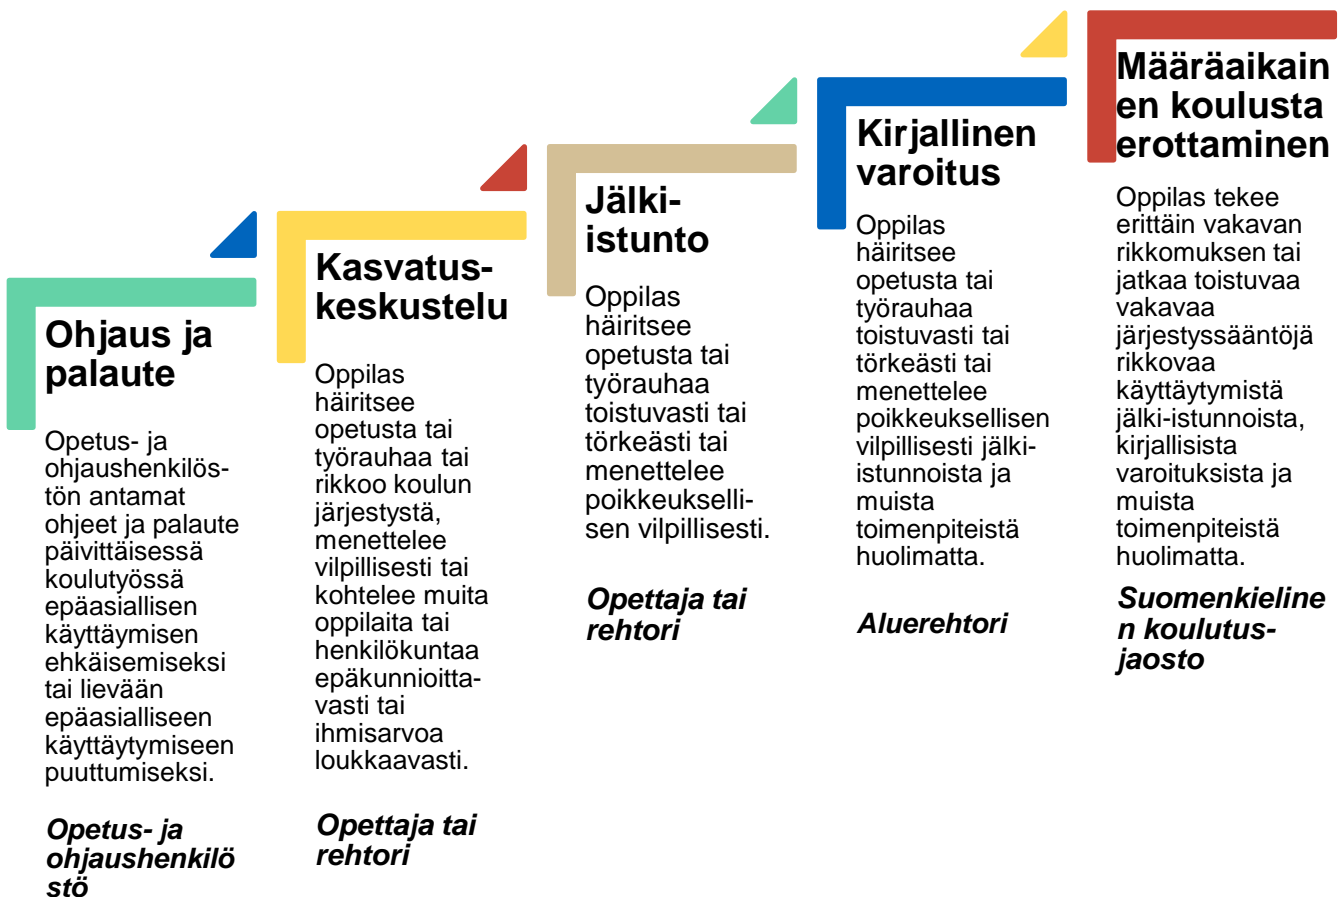 Ohjaus ja
palaute
Opetus- ja
ohjaushenkilös-
tön antamat
ohjeet ja palaute
päivittäisessä
koulutyössä
epäasiallisen
käyttäymisen
ehkäisemiseksi
tai lievään
epäasialliseen
käyttäytymiseen
puuttumiseksi.
Opetus- ja
ohjaushenkilö
stö
Kasvatus-
keskustelu
Oppilas
häiritsee
opetusta tai
työrauhaa tai
rikkoo koulun
järjestystä,
menettelee
vilpillisesti tai
kohtelee muita
oppilaita tai
henkilökuntaa
epäkunnioitta-
vasti tai
ihmisarvoa
loukkaavasti.
Opettaja tai
rehtori
Jälki-
istunto
Oppilas
häiritsee
opetusta tai
työrauhaa
toistuvasti tai
törkeästi tai
menettelee
poikkeukselli-
sen vilpillisesti.
Opettaja tai
rehtori
Kirjallinen
varoitus
Oppilas
häiritsee
opetusta tai
työrauhaa
toistuvasti tai
törkeästi tai
menettelee
poikkeuksellisen
vilpillisesti jälki-
istunnoista ja
muista
toimenpiteistä
huolimatta.
Aluerehtori
Määräaikain
en koulusta
erottaminen
Oppilas tekee
erittäin vakavan
rikkomuksen tai
jatkaa toistuvaa
vakavaa
järjestyssääntöjä
rikkovaa
käyttäytymistä
jälki-istunnoista,
kirjallisista
varoituksista ja
muista
toimenpiteistä
huolimatta.
Suomenkieline
n koulutus-
jaosto